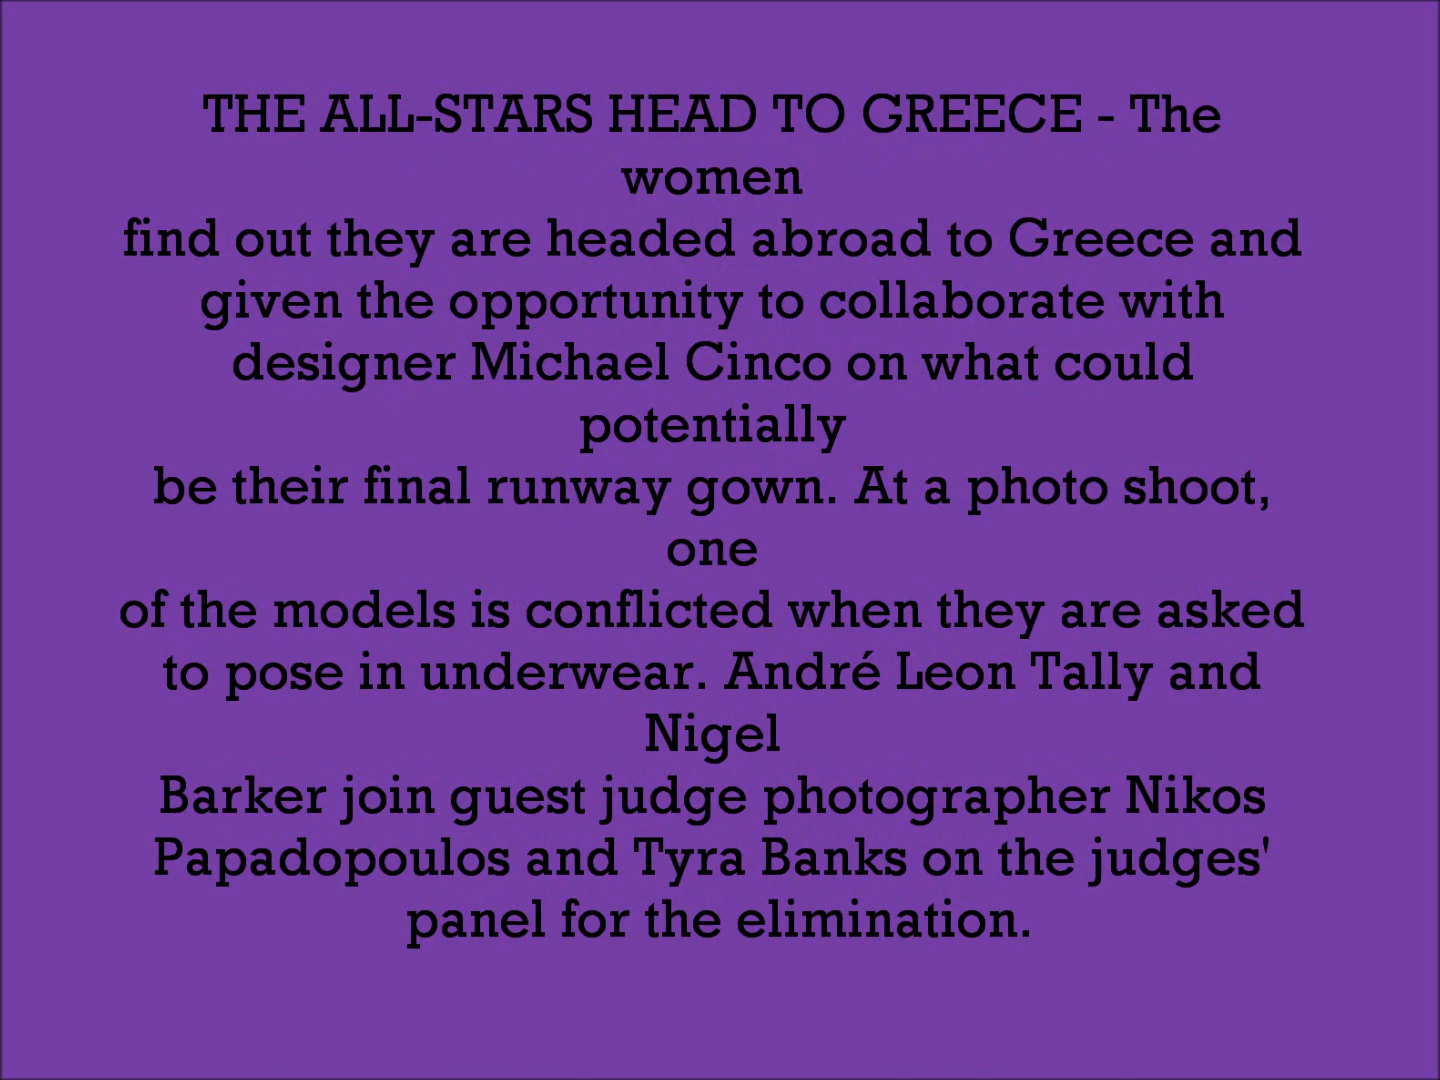 THE ALL-STARS HEAD TO GREECE - The
women
find out they are headed abroad to Greece and
given the opportunity to collaborate with
designer Michael Cinco on what could
potentially
be their final runway gown. At a photo shoot,
one
of the models is conflicted when they are asked
to pose in underwear. André Leon Tally and
Nigel
Barker join guest judge photographer Nikos
Papadopoulos and Tyra Banks on the judges'
panel for the elimination.